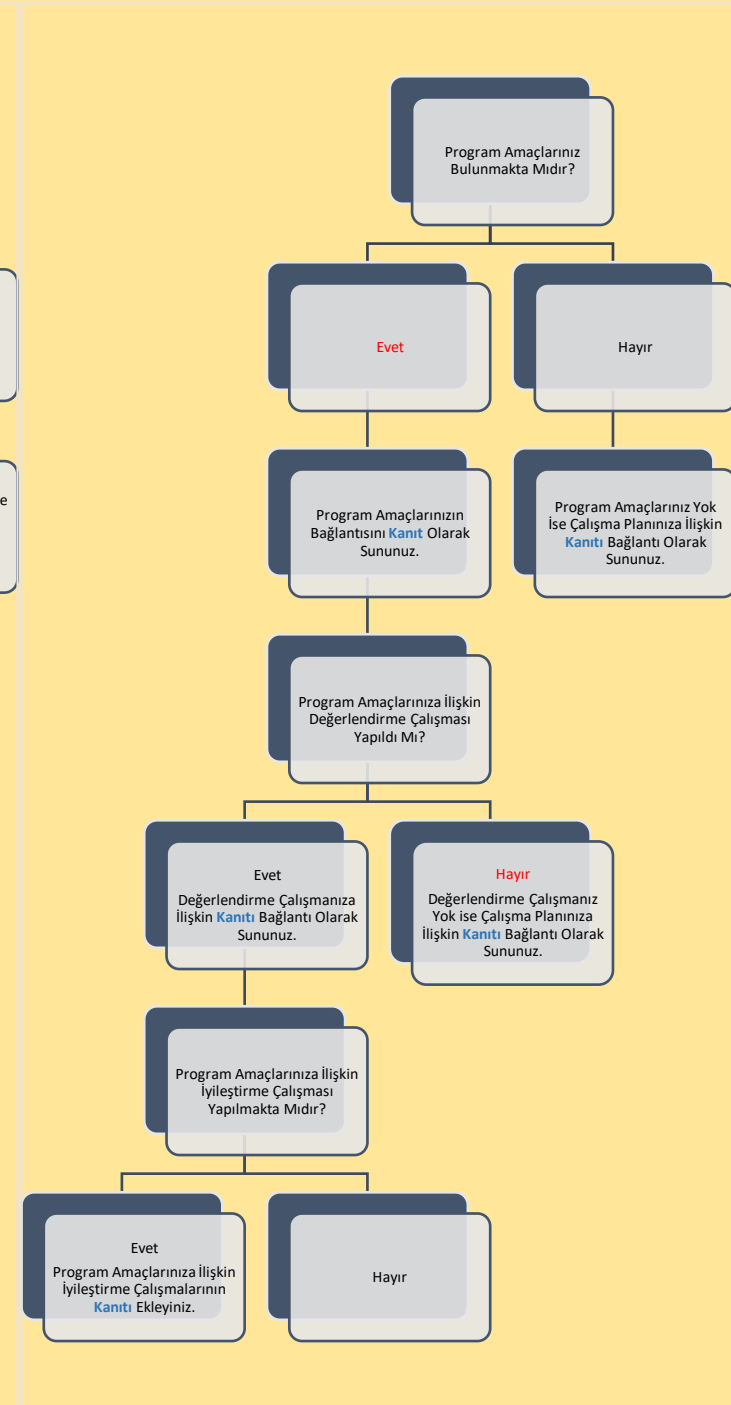 Program Amaçlarınız
Bulunmakta Mıdır?
Evet
Hayır
Program Amaçlarınızın
Bağlantısını Kanıt Olarak
Sununuz.
Program Amaçlarınız Yok
İse Çalışma Planınıza İlişkin
Kanıtı Bağlantı Olarak
Sununuz.
Program Amaçlarınıza İlişkin
Değerlendirme Çalışması
Yapıldı Mı?
Evet
Değerlendirme Çalışmanıza
İlişkin Kanıtı Bağlantı Olarak
Sununuz.
Hayır
Değerlendirme Çalışmanız
Yok ise Çalışma Planınıza
İlişkin Kanıtı Bağlantı Olarak
Sununuz.
Program Amaçlarınıza İlişkin
İyileştirme Çalışması
Yapılmakta Mıdır?
Evet
Program Amaçlarınıza İlişkin
İyileştirme Çalışmalarının
Kanıtı Ekleyiniz.
Hayır